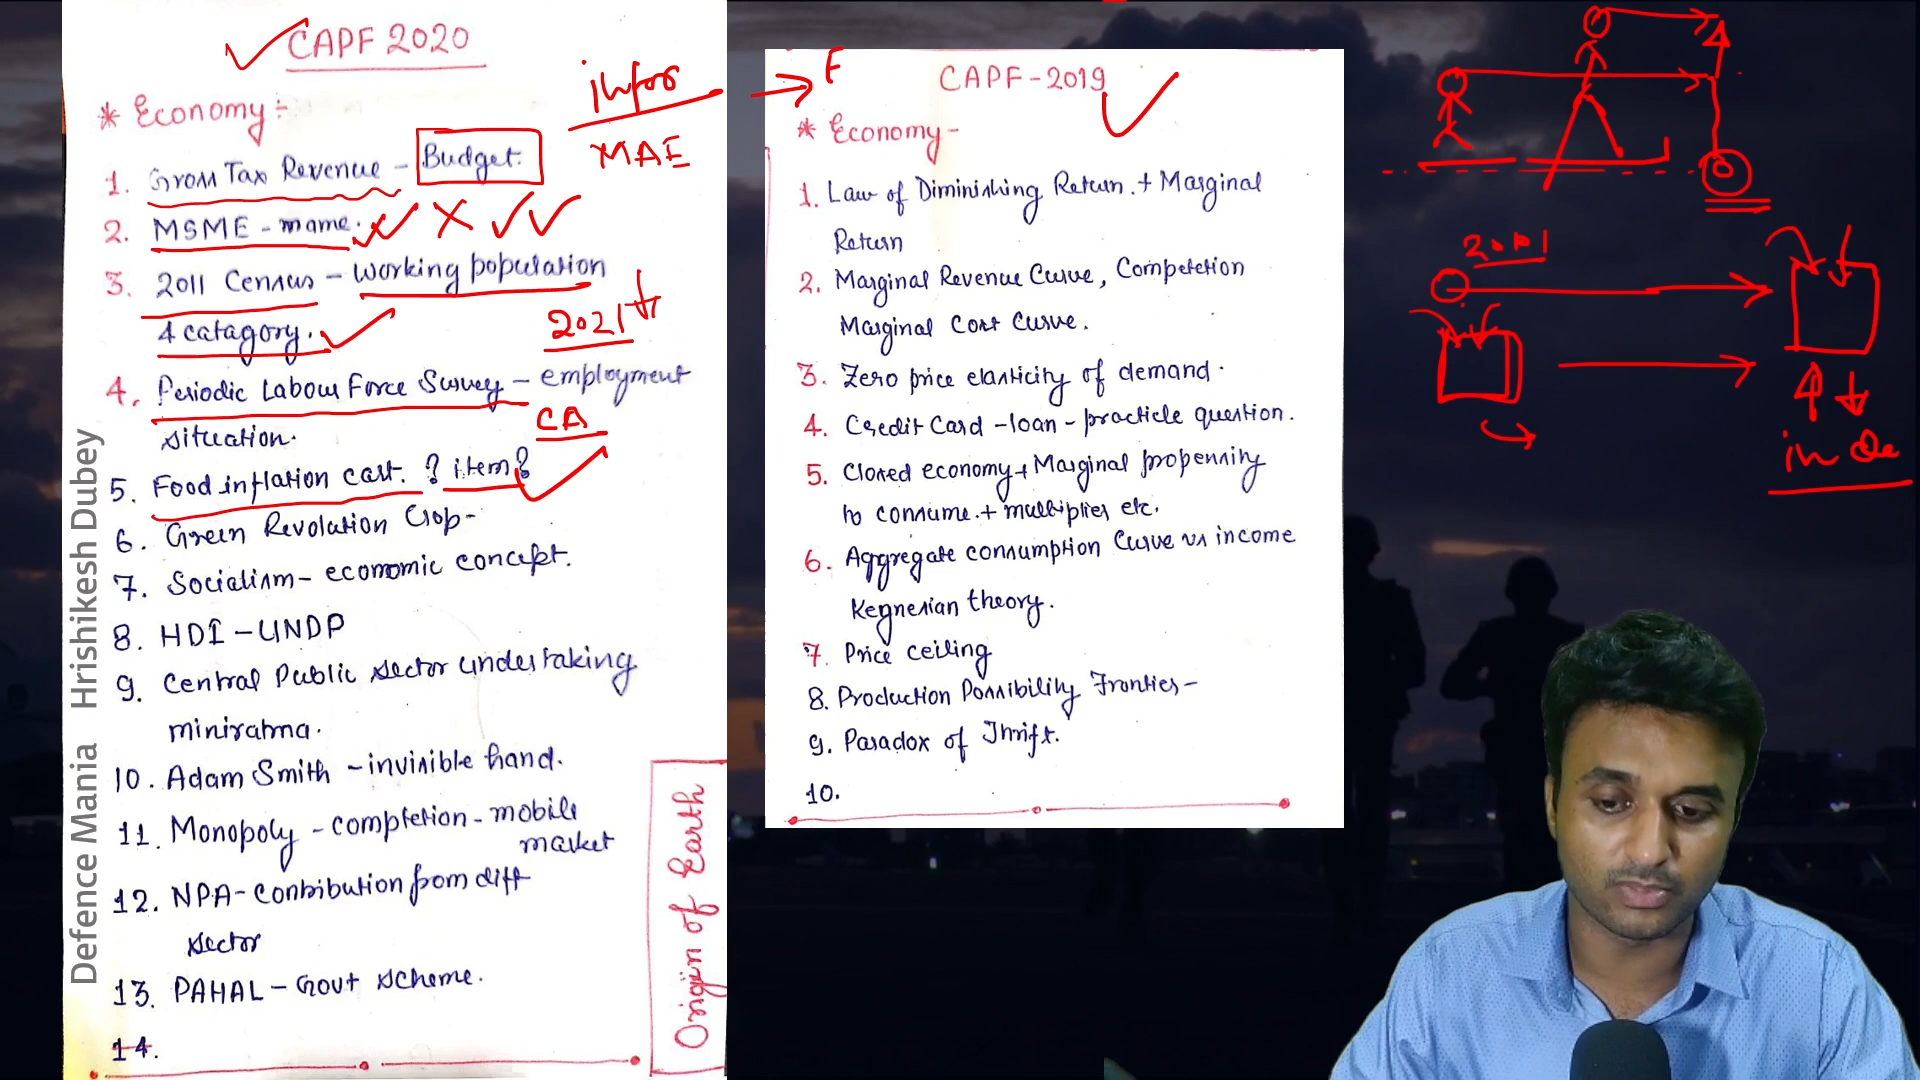 CAPF 2020
* Economy :-
1. Gross Tax Revenue - Budget.
2. MSME - mame.
3. 2011 Census - working population
4 catagory.
4. Periodic Labour Force Survey - employment
situation.
5. Food inflation cast. ? item?
6. Green Revolution Crop-
7. Socialism - economic concept.
8. HDI - UNDP
9. Central Public sector undertaking
miniratna.
10. Adam Smith - invisible hand.
11. Monopoly - completion - mobile
market
12. NPA - Contribution from diff
sector
13. PAHAL - Govt scheme.
14.
infor
MAE
2021
CA
Origin of Earth
Defence Mania Hrishikesh Dubey
F
CAPF - 2019
* Economy -
1. Law of Diminishing Return. + Marginal
Return
2. Marginal Revenue Curve, Competetion
Marginal Cost Curve.
3. Zero price elasticity of demand.
4. Credit Card - loan - practicle question.
5. Closed economy + Marginal propensity
to consume. + multiplier etc.
6. Aggregate consumption Curve vs income
Keynesian theory.
7. Price ceiling
8. Production Possibility Frontier -
9. Paradox of Thrift.
10.
in de